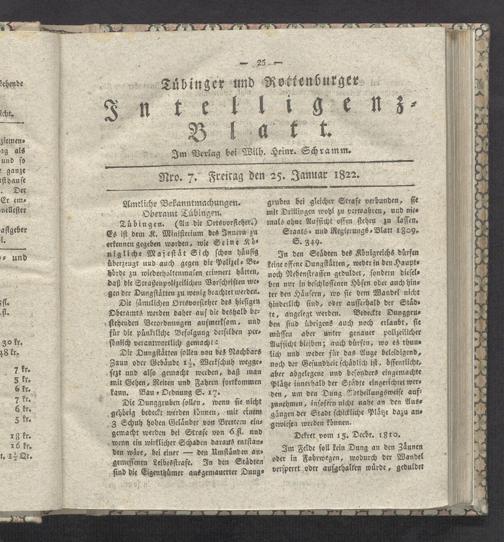 — 25 —
Tübinger und Rottenburger
Intelligenz-
Blatt.
Im Verlag bei Wilh. Heinr. Schramm.
Nro. 7. Freitag den 25. Januar 1822.
Amtliche Bekanntmachungen.
Oberamt Tübingen.
Tübingen. (An die Ortsvorsteher.)
Es ist dem K. Ministerium des Innern zu
erkennen gegeben worden, wie Seine Kö-
nigliche Majestät Sich schon häufig
überzeugt und auch gegen die Polizei-Be-
hörde zu wiederhaltenmalen erinnert hätten,
daß die Straßenpolizeilichen Vorschriften we-
gen der Dungstätten zu wenig beachtet werden.
Die sämtlichen Ortsvorsteher des hiesigen
Oberamts werden daher auf die deshalb be-
stehenden Verordnungen aufmerksam, und
für die pünktliche Befolgung derselben per-
sönlich verantwortlich gemacht:
Die Dungstätten sollen von des Nachbars
Zaun oder Gebäude 1½ Werkschuh wegge-
sezt und also gemacht werden, daß man
mit Gehen, Reiten und Fahren fortkommen
kann. Bau-Ordnung S. 17.
Die Dunggruben sollen, wenn sie nicht
gehörig bedeckt werden können, mit einem
3 Schuh hohen Geländer von Brettern ein-
gemacht werden bei Strafe von 6 fl. und
wenn ein wirklicher Schaden daraus entstan-
den wäre, bei einer — den Umständen an-
gemessenen Leibesstrafe. In den Städten
sind die Eigenthümer ausgemauerter Dung-
gruben bei gleicher Strafe verbunden, sie
mit Drillingen wohl zu verwahren, und nie-
mals ohne Aufsicht offen stehen zu lassen.
Staats- und Regierungs-Blatt 1809.
S. 349.
In den Städten des Königreichs dürfen
keine offene Dungstätten, weder in den Haupt-
noch Nebenstraßen geduldet, sondern diesel-
ben nur in beschlossenen Höfen oder auch hin-
ter den Häusern, wo sie dem Wandel nicht
hinderlich sind, oder ausserhalb der Städ-
te, angelegt werden. Bedeckte Dunggru-
ben sind übrigens auch noch erlaubt, sie
müssen aber unter genauer polizeilicher
Aufsicht bleiben; auch dürfen, wo es thun-
lich und weder für das Auge beleidigend,
noch der Gesundheit schädlich ist, öffentlich,
aber abgelegene und besonders eingemachte
Plätze innerhalb der Städte eingerichtet wer-
den, um den Dung theilungsweise auf-
zunehmen, insofern nicht nahe an den Aus-
gängen der Stadt schickliche Plätze dazu an-
gewiesen werden können.
Dekret vom 15. Decbr. 1810.
Im Felde soll kein Dung an den Zäunen
oder in Fahrwegen, wodurch der Wandel
versperrt oder aufgehalten würde, geduldet